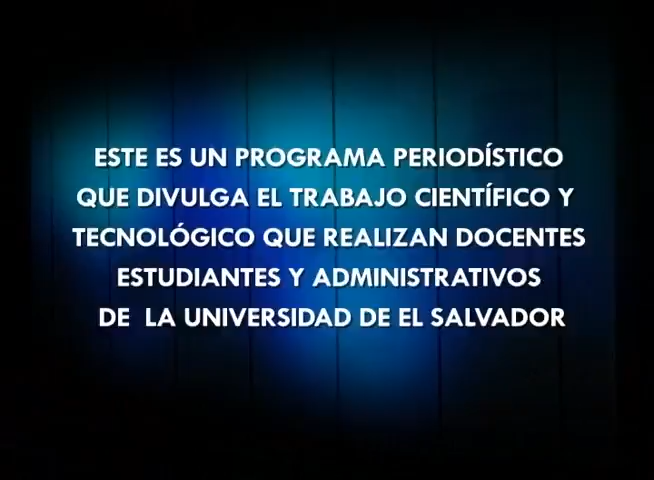 ESTE ES UN PROGRAMA PERIODÍSTICO
QUE DIVULGA EL TRABAJO CIENTÍFICO Y
TECNOLÓGICO QUE REALIZAN DOCENTES
ESTUDIANTES Y ADMINISTRATIVOS
DE LA UNIVERSIDAD DE EL SALVADOR